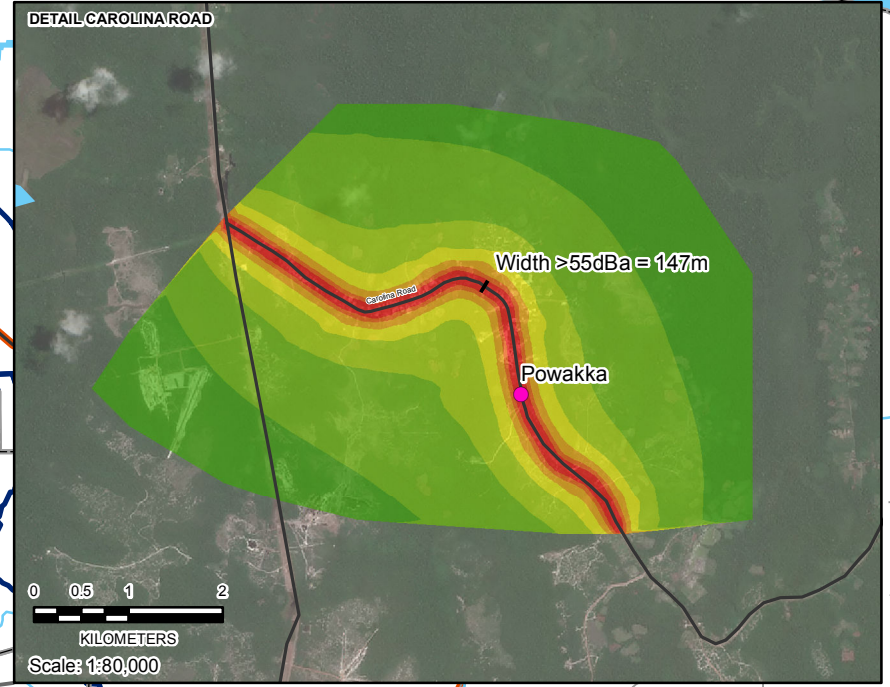 DETAIL CAROLINA ROAD
Width >55dBa = 147m
Carolina Road
Powakka
0 0.5 1 2
KILOMETERS
Scale: 1:80,000